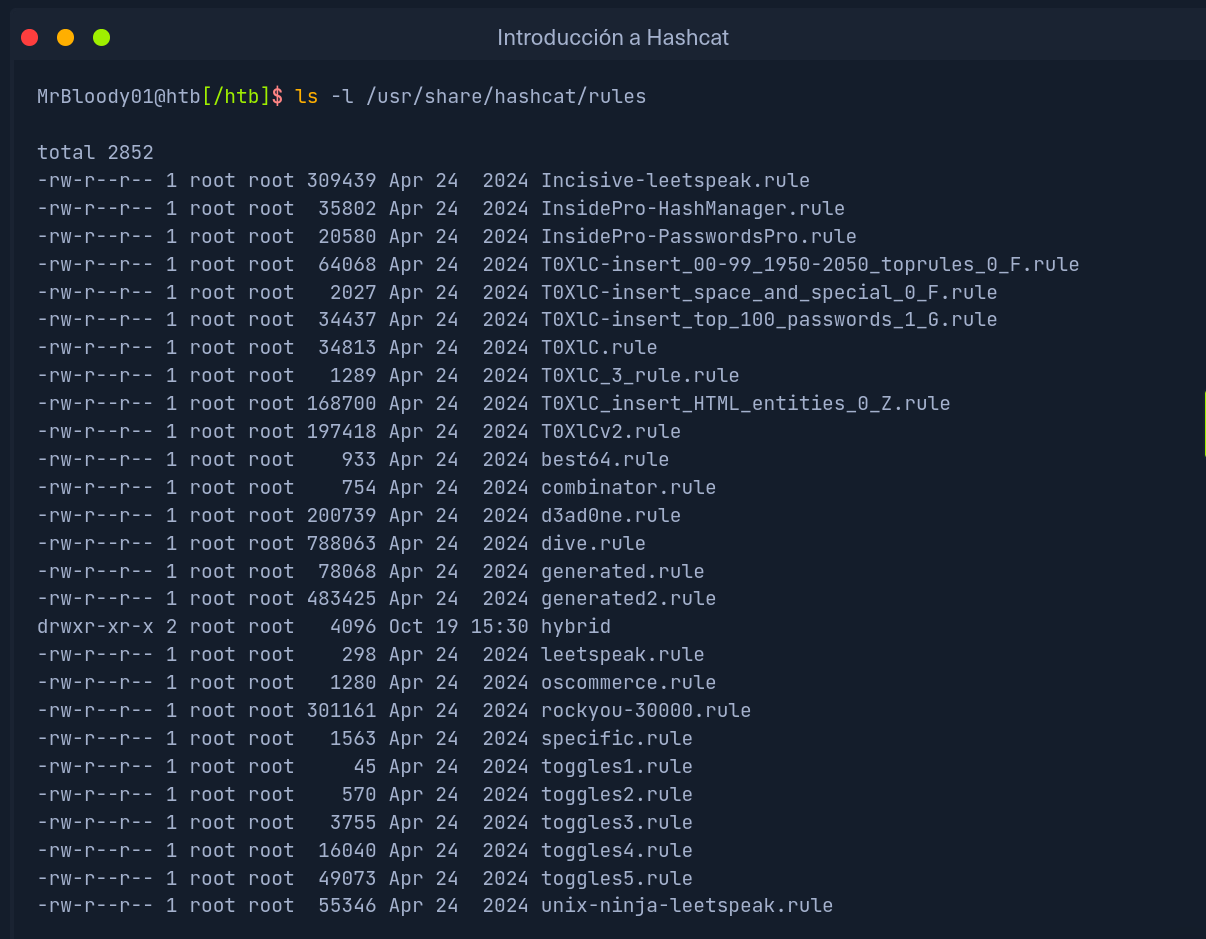 Introducción a Hashcat
MrBloody01@htb[/htb]$ ls -l /usr/share/hashcat/rules
total 2852
-rw-r--r-- 1 root root 309439 Apr 24  2024 Incisive-leetspeak.rule
-rw-r--r-- 1 root root  35802 Apr 24  2024 InsidePro-HashManager.rule
-rw-r--r-- 1 root root  20580 Apr 24  2024 InsidePro-PasswordsPro.rule
-rw-r--r-- 1 root root  64068 Apr 24  2024 T0XlC-insert_00-99_1950-2050_toprules_0_F.rule
-rw-r--r-- 1 root root   2027 Apr 24  2024 T0XlC-insert_space_and_special_0_F.rule
-rw-r--r-- 1 root root  34437 Apr 24  2024 T0XlC-insert_top_100_passwords_1_G.rule
-rw-r--r-- 1 root root  34813 Apr 24  2024 T0XlC.rule
-rw-r--r-- 1 root root   1289 Apr 24  2024 T0XlC_3_rule.rule
-rw-r--r-- 1 root root 168700 Apr 24  2024 T0XlC_insert_HTML_entities_0_Z.rule
-rw-r--r-- 1 root root 197418 Apr 24  2024 T0XlCv2.rule
-rw-r--r-- 1 root root    933 Apr 24  2024 best64.rule
-rw-r--r-- 1 root root    754 Apr 24  2024 combinator.rule
-rw-r--r-- 1 root root 200739 Apr 24  2024 d3ad0ne.rule
-rw-r--r-- 1 root root 788063 Apr 24  2024 dive.rule
-rw-r--r-- 1 root root  78068 Apr 24  2024 generated.rule
-rw-r--r-- 1 root root 483425 Apr 24  2024 generated2.rule
drwxr-xr-x 2 root root   4096 Oct 19 15:30 hybrid
-rw-r--r-- 1 root root    298 Apr 24  2024 leetspeak.rule
-rw-r--r-- 1 root root   1280 Apr 24  2024 oscommerce.rule
-rw-r--r-- 1 root root 301161 Apr 24  2024 rockyou-30000.rule
-rw-r--r-- 1 root root   1563 Apr 24  2024 specific.rule
-rw-r--r-- 1 root root     45 Apr 24  2024 toggles1.rule
-rw-r--r-- 1 root root    570 Apr 24  2024 toggles2.rule
-rw-r--r-- 1 root root   3755 Apr 24  2024 toggles3.rule
-rw-r--r-- 1 root root  16040 Apr 24  2024 toggles4.rule
-rw-r--r-- 1 root root  49073 Apr 24  2024 toggles5.rule
-rw-r--r-- 1 root root  55346 Apr 24  2024 unix-ninja-leetspeak.rule